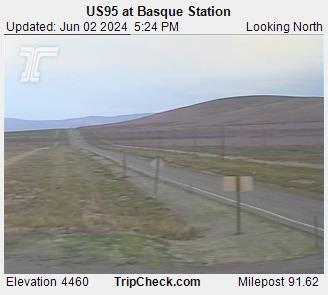 US95 at Basque Station
Updated: Jun 02 2024 5:24 PM Looking North
Elevation 4460 TripCheck.com Milepost 91.62